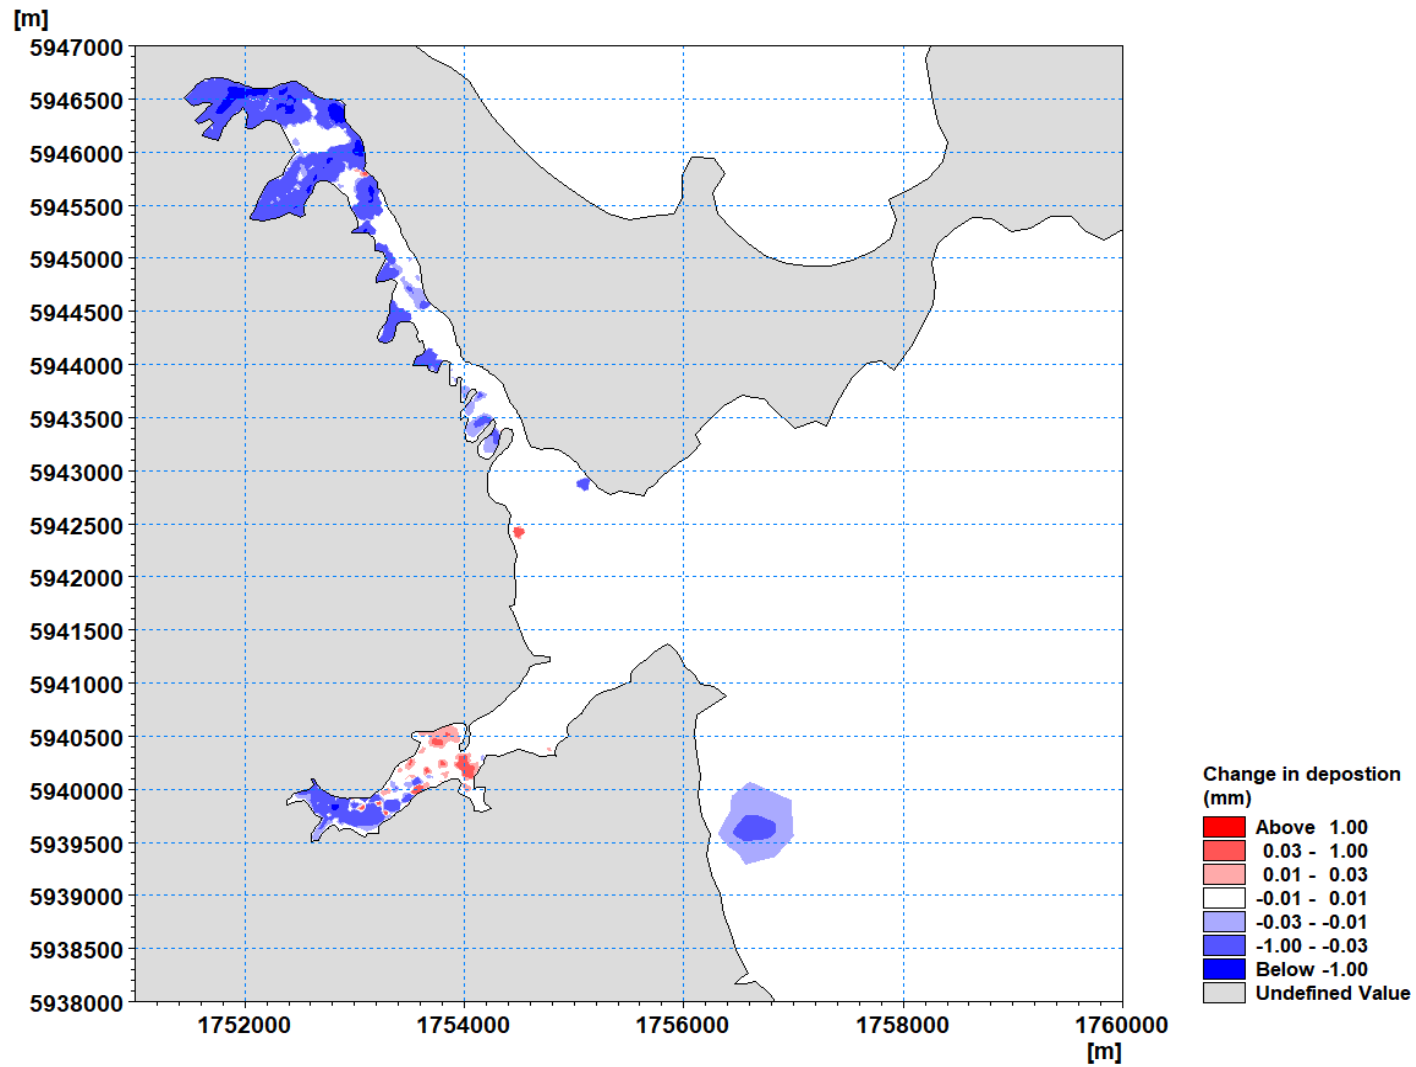 [m]
5947000
5946500
5946000
5945500
5945000
5944500
5944000
5943500
5943000
5942500
5942000
5941500
5941000
5940500
5940000
5939500
5939000
5938500
5938000
1752000 1754000 1756000 1758000 1760000
[m]
Change in depostion
(mm)
Above 1.00
0.03 - 1.00
0.01 - 0.03
-0.01 - 0.01
-0.03 - -0.01
-1.00 - -0.03
Below -1.00
Undefined Value